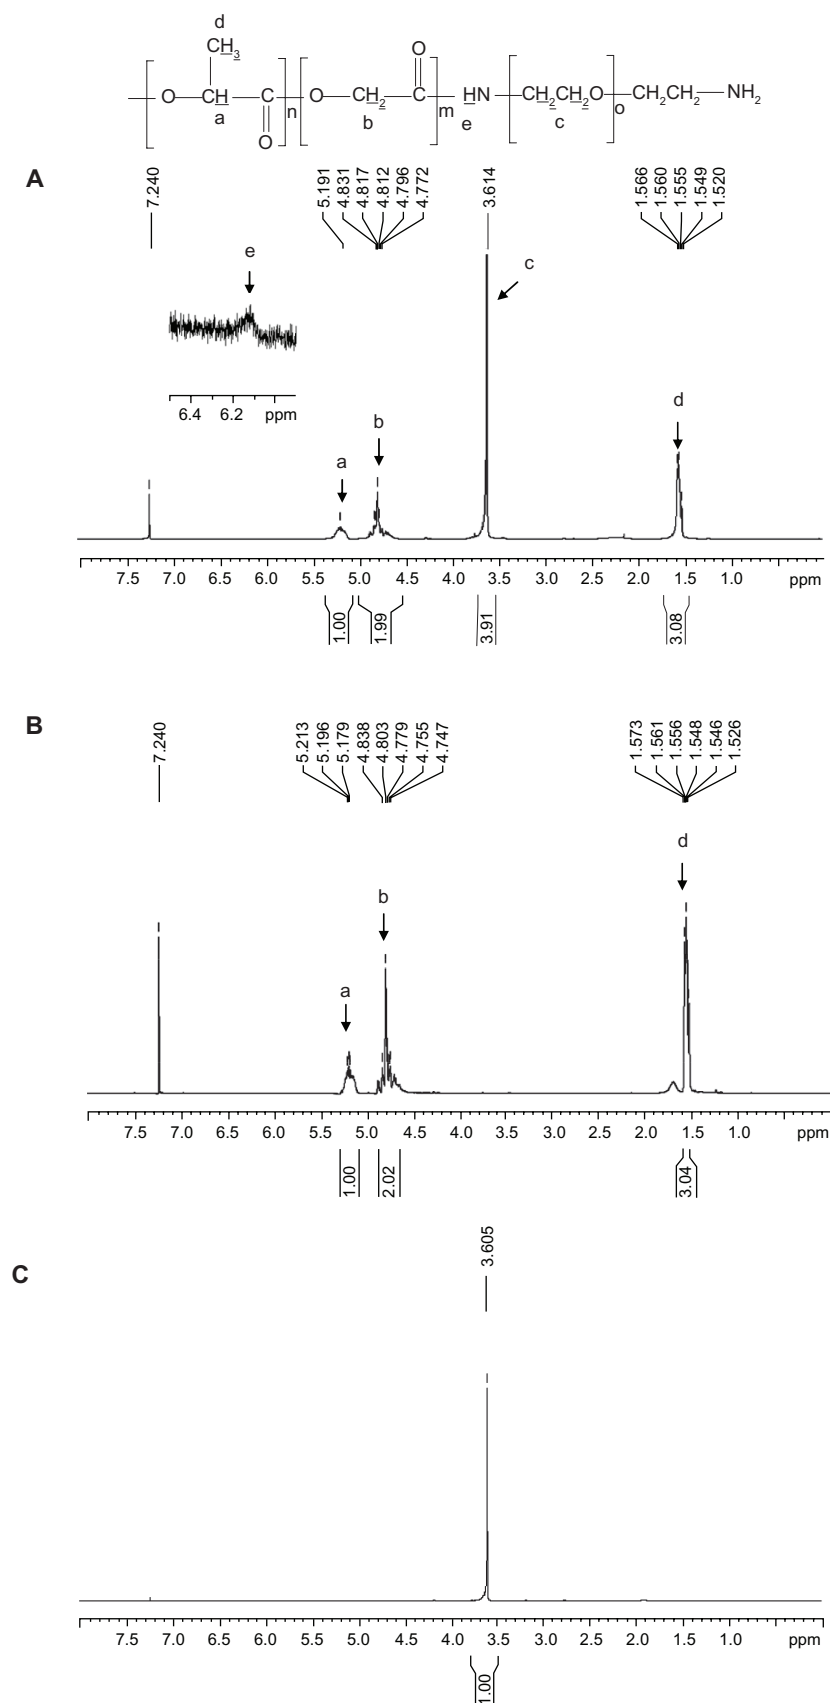 d
CH3
O
O CH C n O CH2 C m HN CH2CH2O o CH2CH2 NH2
a
O
b
e
c
A
7.240 5.191 4.831 4.817 4.812 4.796 4.772 3.614 1.566 1.560 1.555 1.549 1.520
e
c
6.4 6.2 ppm
a b d
7.5 7.0 6.5 6.0 5.5 5.0 4.5 4.0 3.5 3.0 2.5 2.0 1.5 1.0 ppm
1.00 1.99 3.91 3.08
B
7.240 5.213 5.196 5.179 4.838 4.803 4.779 4.755 4.747 1.573 1.561 1.556 1.548 1.546 1.526
d
b
a
7.5 7.0 6.5 6.0 5.5 5.0 4.5 4.0 3.5 3.0 2.5 2.0 1.5 1.0 ppm
1.00 2.02 3.04
C
3.605
7.5 7.0 6.5 6.0 5.5 5.0 4.5 4.0 3.5 3.0 2.5 2.0 1.5 1.0 ppm
1.00